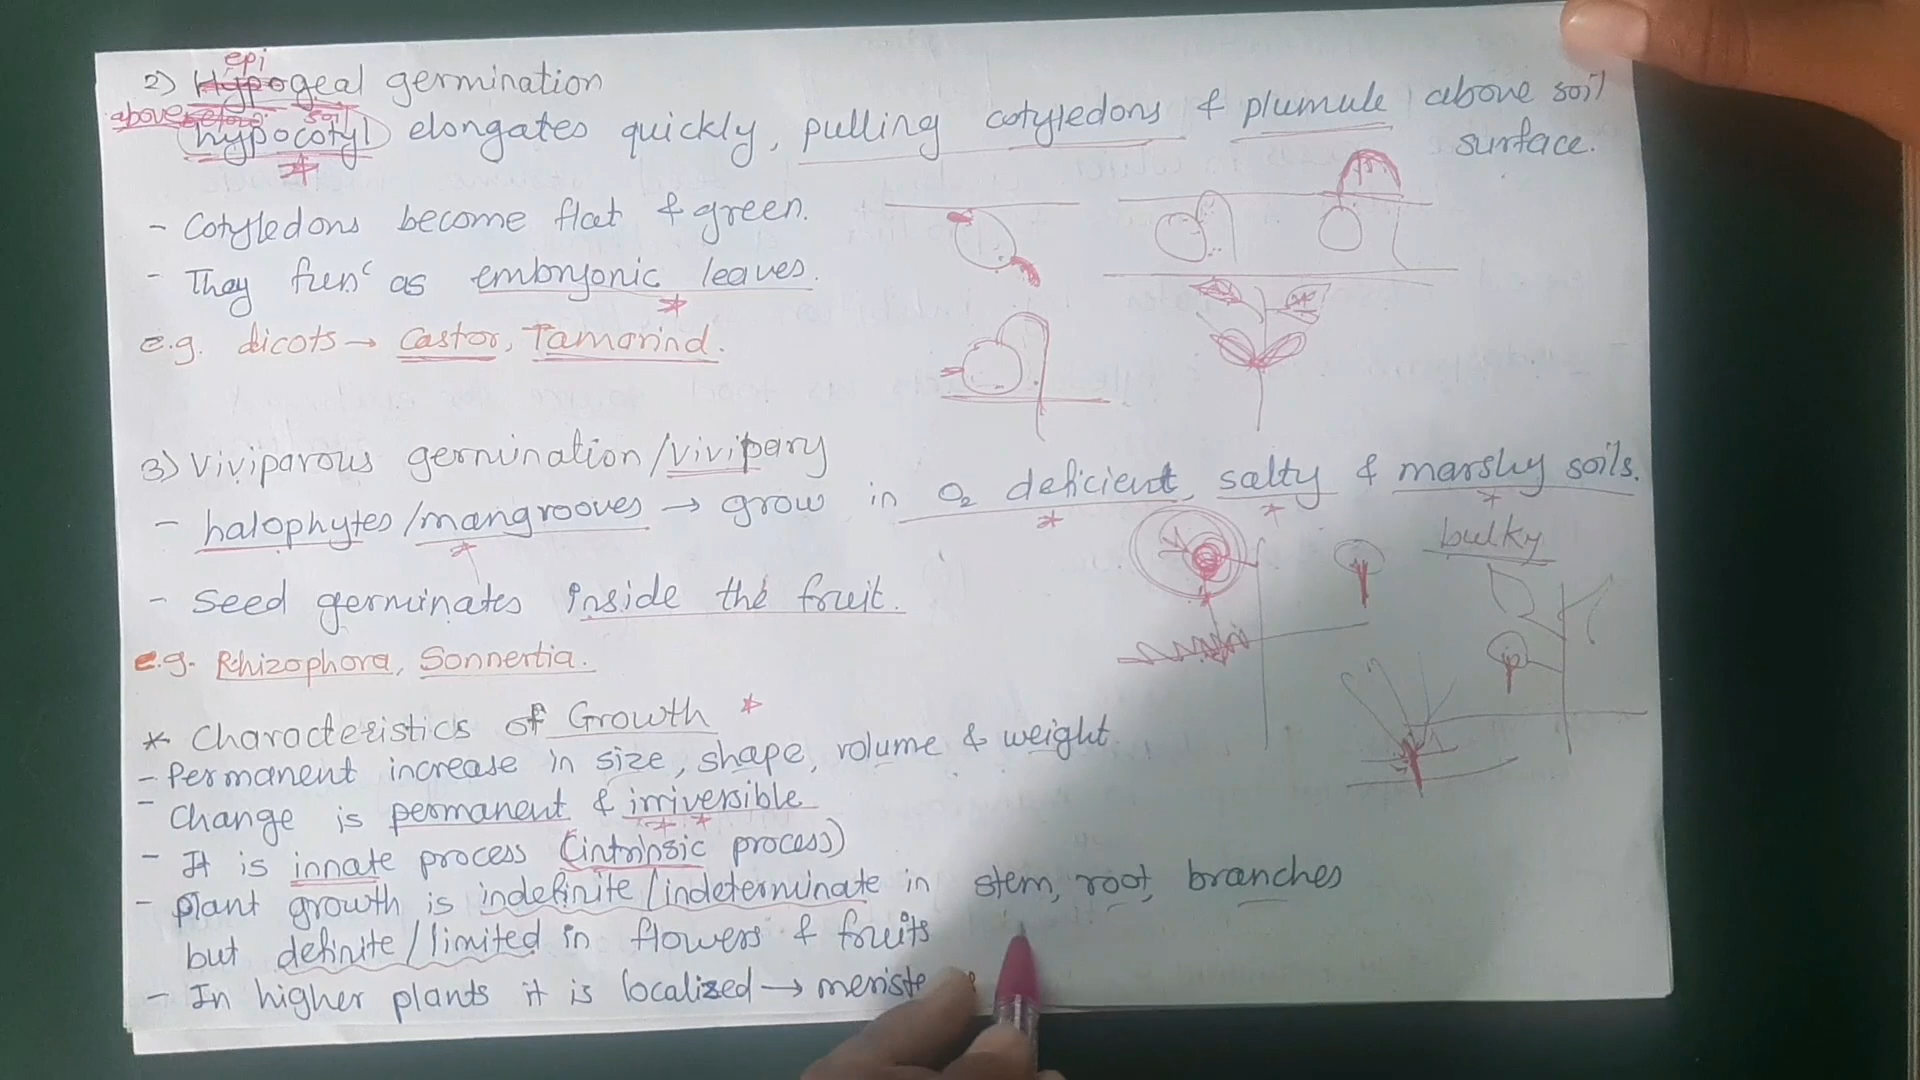 epi
2) Hypogeal germination
above soil
hypocotyl elongates quickly, pulling cotyledons & plumule above soil
surface.
- Cotyledons become flat & green.
- They funᶜ as embryonic leaves.
e.g. dicots → Castor, Tamarind.
3) Viviparous germination/vivipary
- halophytes/mangrooves → grow in O₂ deficient, salty & marshy soils.
bulky
- Seed germinates inside the fruit.
e.g. Rhizophora, Sonnertia.
* Characteristics of Growth *
- Permanent increase in size, shape, volume & weight
- Change is permanent & irriversible
- It is innate process (intrinsic process)
- plant growth is indefinite/indeterminate in stem, root, branches
but definite/limited in flowers & fruits
- In higher plants it is localized → meriste